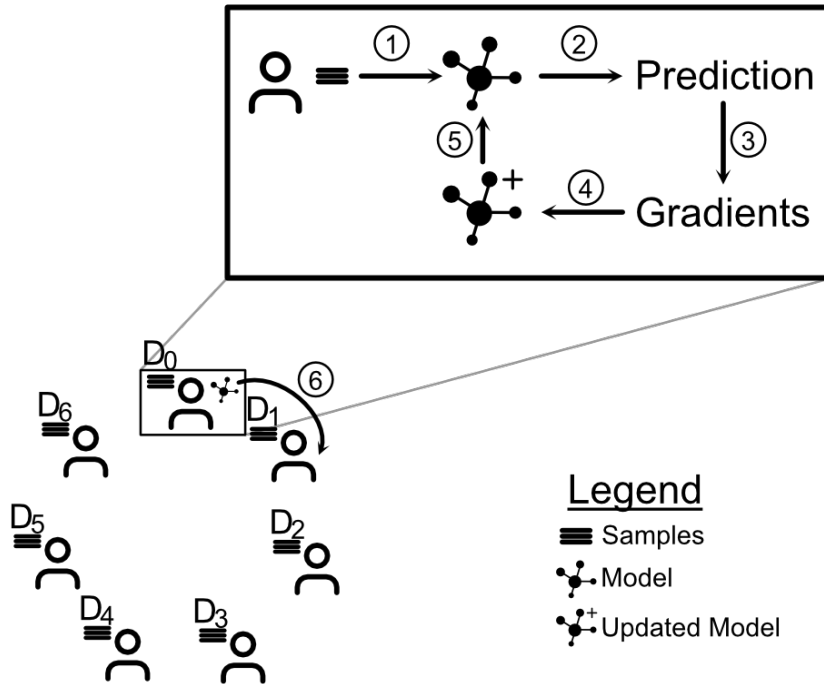 ① ②
Prediction
⑤ ③
+
④
Gradients
D0
⑥
D1
D6
D2
D5
D4
D3
Legend
Samples
Model
+
Updated Model